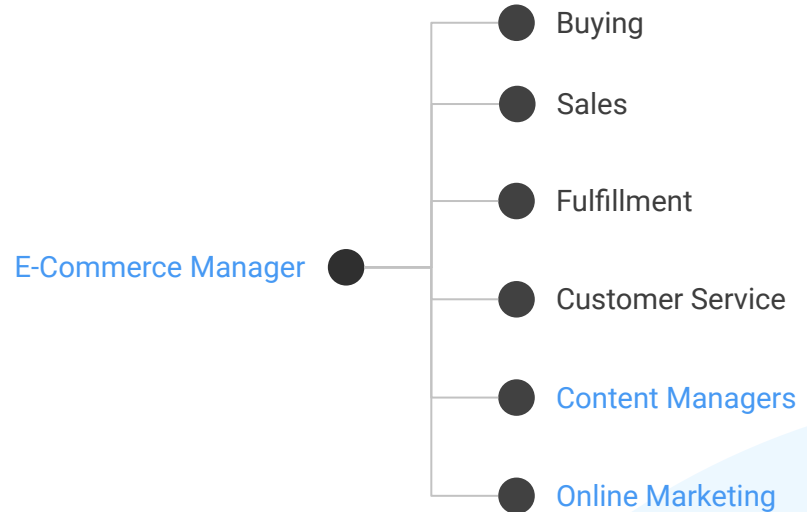 Buying
Sales
Fulfillment
E-Commerce Manager
Customer Service
Content Managers
Online Marketing